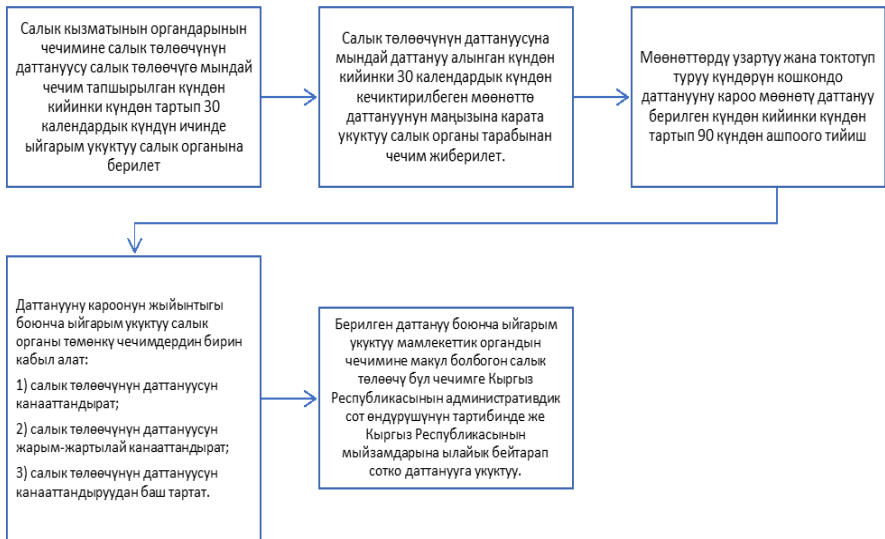 Салык кызматынын органдарынын
чечимине салык төлөөчүнүн
даттануусу салык төлөөчүгө мындай
чечим тапшырылган күндөн
кийинки күндөн тартып 30
календардык күндүн ичинде
ыйгарым укуктуу салык органына
берилет
Салык төлөөчүнүн даттануусуна
мындай даттануу алынган күндөн
кийинки 30 календардык күндөн
кечиктирилбеген мөөнөттө
даттануунун маңызына карата
укуктуу салык органы тарабынан
чечим жиберилет.
Мөөнөттөрдү узартуу жана токтотуп
туруу күндөрүн кошкондо
даттанууну кароо мөөнөтү даттануу
берилген күндөн кийинки күндөн
тартып 90 күндөн ашпоого тийиш
Даттанууну кароонун жыйынтыгы
боюнча ыйгарым укуктуу салык
органы төмөнкү чечимдердин бирин
кабыл алат:
1) салык төлөөчүнүн даттануусун
канааттандырат;
2) салык төлөөчүнүн даттануусун
жарым-жартылай канааттандырат;
3) салык төлөөчүнүн даттануусун
канааттандыруудан баш тартат.
Берилген даттануу боюнча ыйгарым
укуктуу мамлекеттик органдын
чечимине макул болбогон салык
төлөөчү бул чечимге Кыргыз
Республикасынын административдик
сот өндүрүшүнүн тартибинде же
Кыргыз Республикасынын
мыйзамдарына ылайык бейтарап
сотко даттанууга укуктуу.